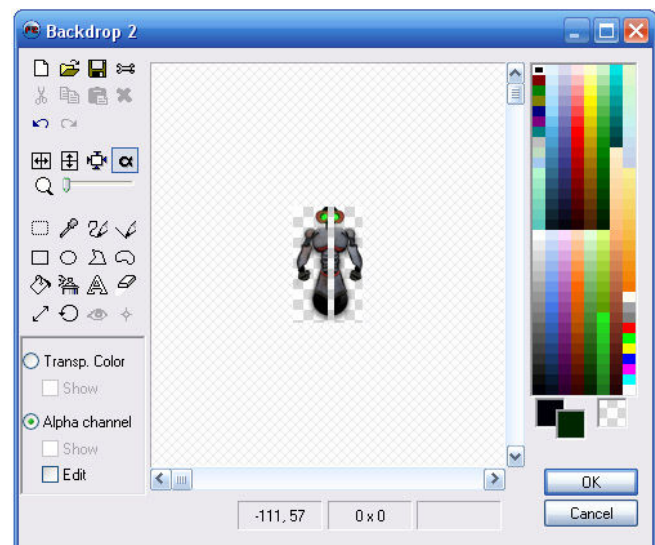 Backdrop 2
Transp. Color
Show
Alpha channel
Show
Edit
-111, 57
0 x 0
OK
Cancel